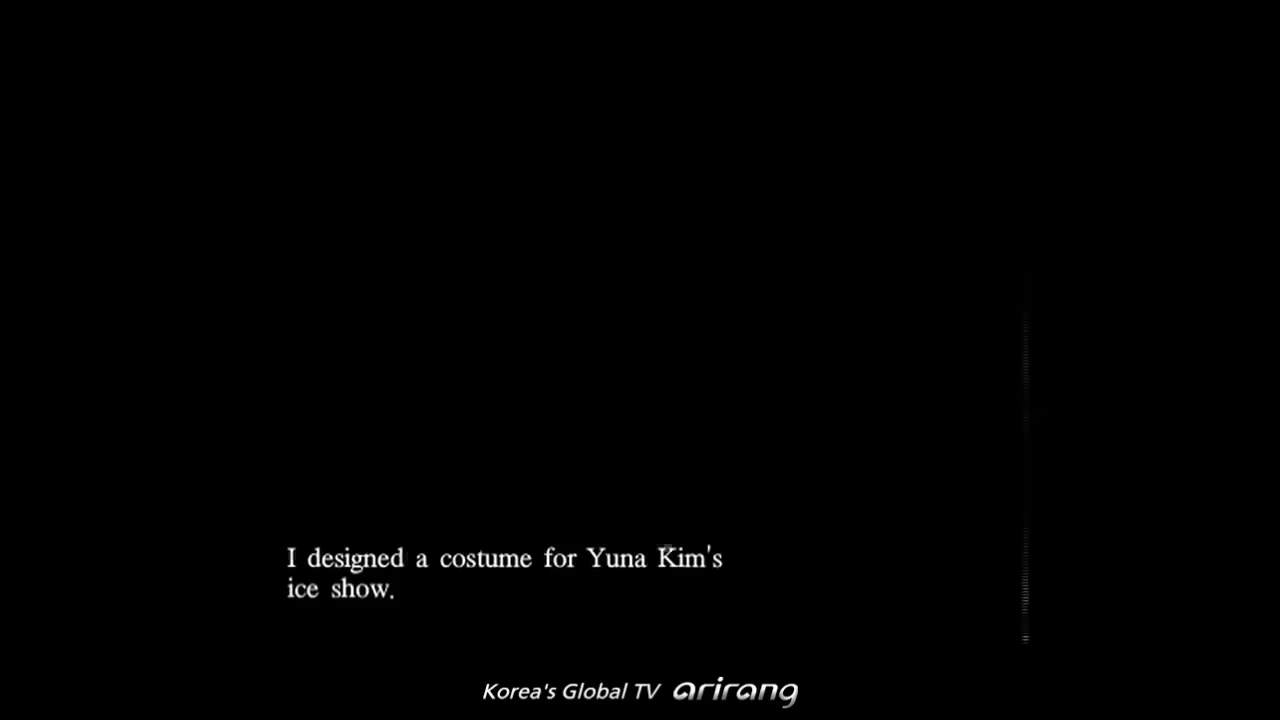 I designed a costume for Yuna Kim's
ice show.
Korea's Global TV arirang